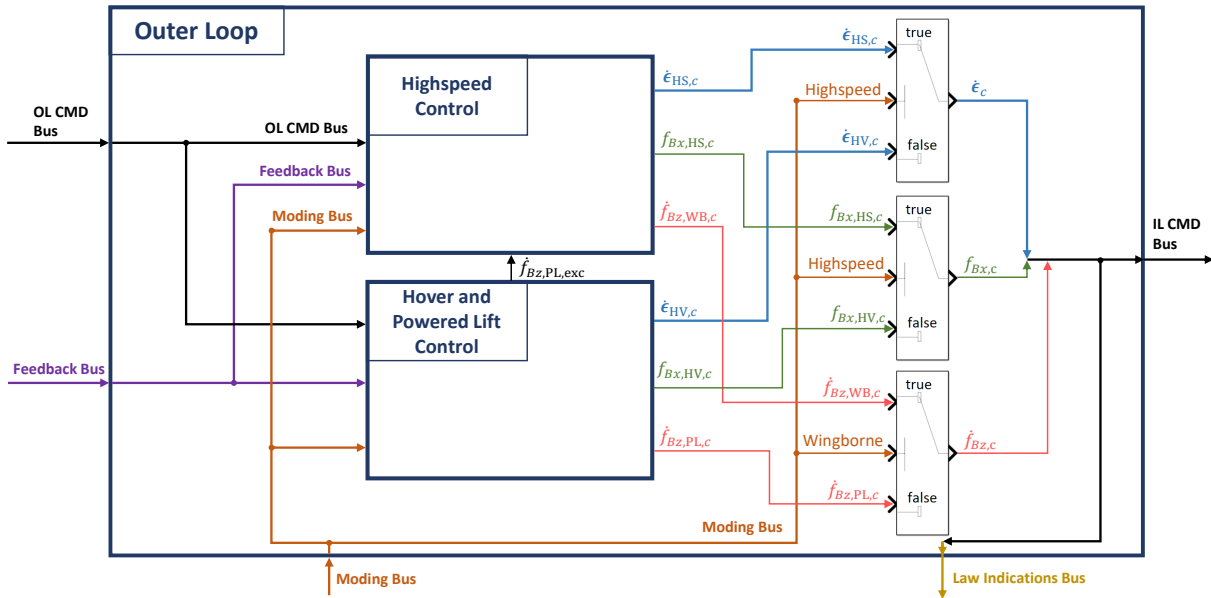 Outer Loop
OL CMD
Bus
OL CMD Bus
Feedback Bus
Moding Bus
Highspeed
Control
ϵ̇HS,c
fBx,HS,c
ḟBz,WB,c
ḟBz,PL,exc
Feedback Bus
Hover and
Powered Lift
Control
ϵ̇HV,c
fBx,HV,c
ḟBz,PL,c
ϵ̇HS,c
true
Highspeed
ϵ̇c
ϵ̇HV,c
false
fBx,HS,c
true
Highspeed
fBx,c
fBx,HV,c
false
IL CMD
Bus
ḟBz,WB,c
true
Wingborne
ḟBz,c
ḟBz,PL,c
false
Moding Bus
Moding Bus
Law Indications Bus